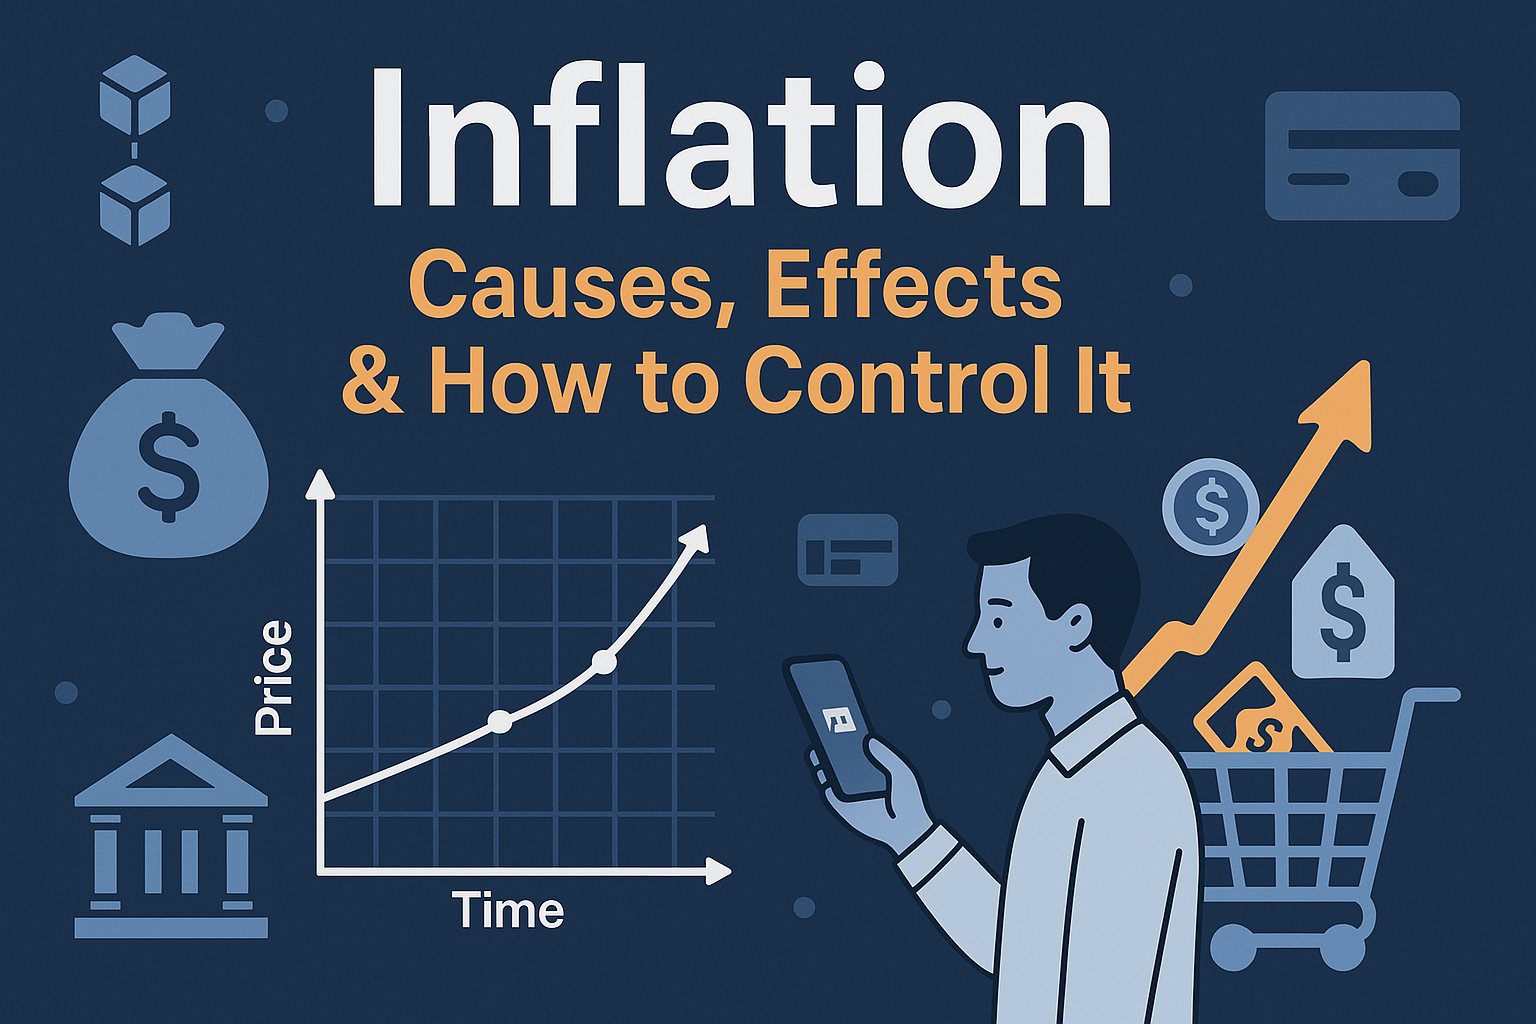 Inflation
Causes, Effects
& How to Control It
$
$
$
$
Price
Time